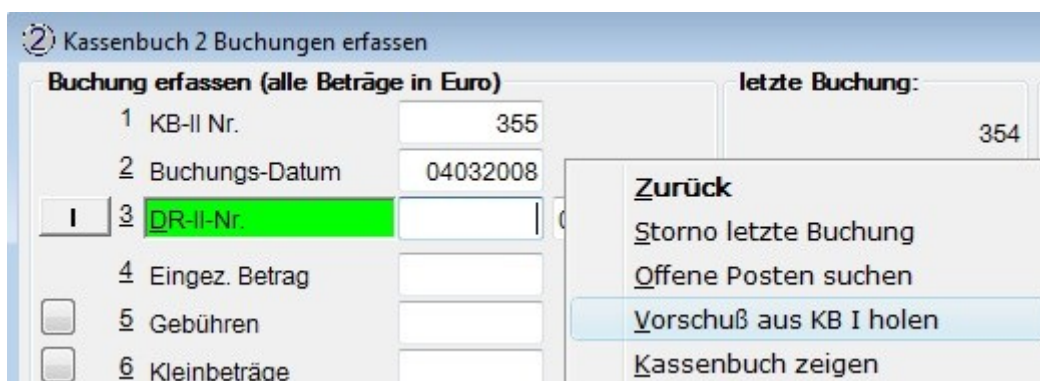 2 Kassenbuch 2 Buchungen erfassen
Buchung erfassen (alle Beträge in Euro)
letzte Buchung:
1 KB-II Nr. 355
354
2 Buchungs-Datum 04032008
I 3 DR-II-Nr.
4 Eingez. Betrag
5 Gebühren
6 Kleinbeträge
Zurück
Storno letzte Buchung
Offene Posten suchen
Vorschuß aus KB I holen
Kassenbuch zeigen